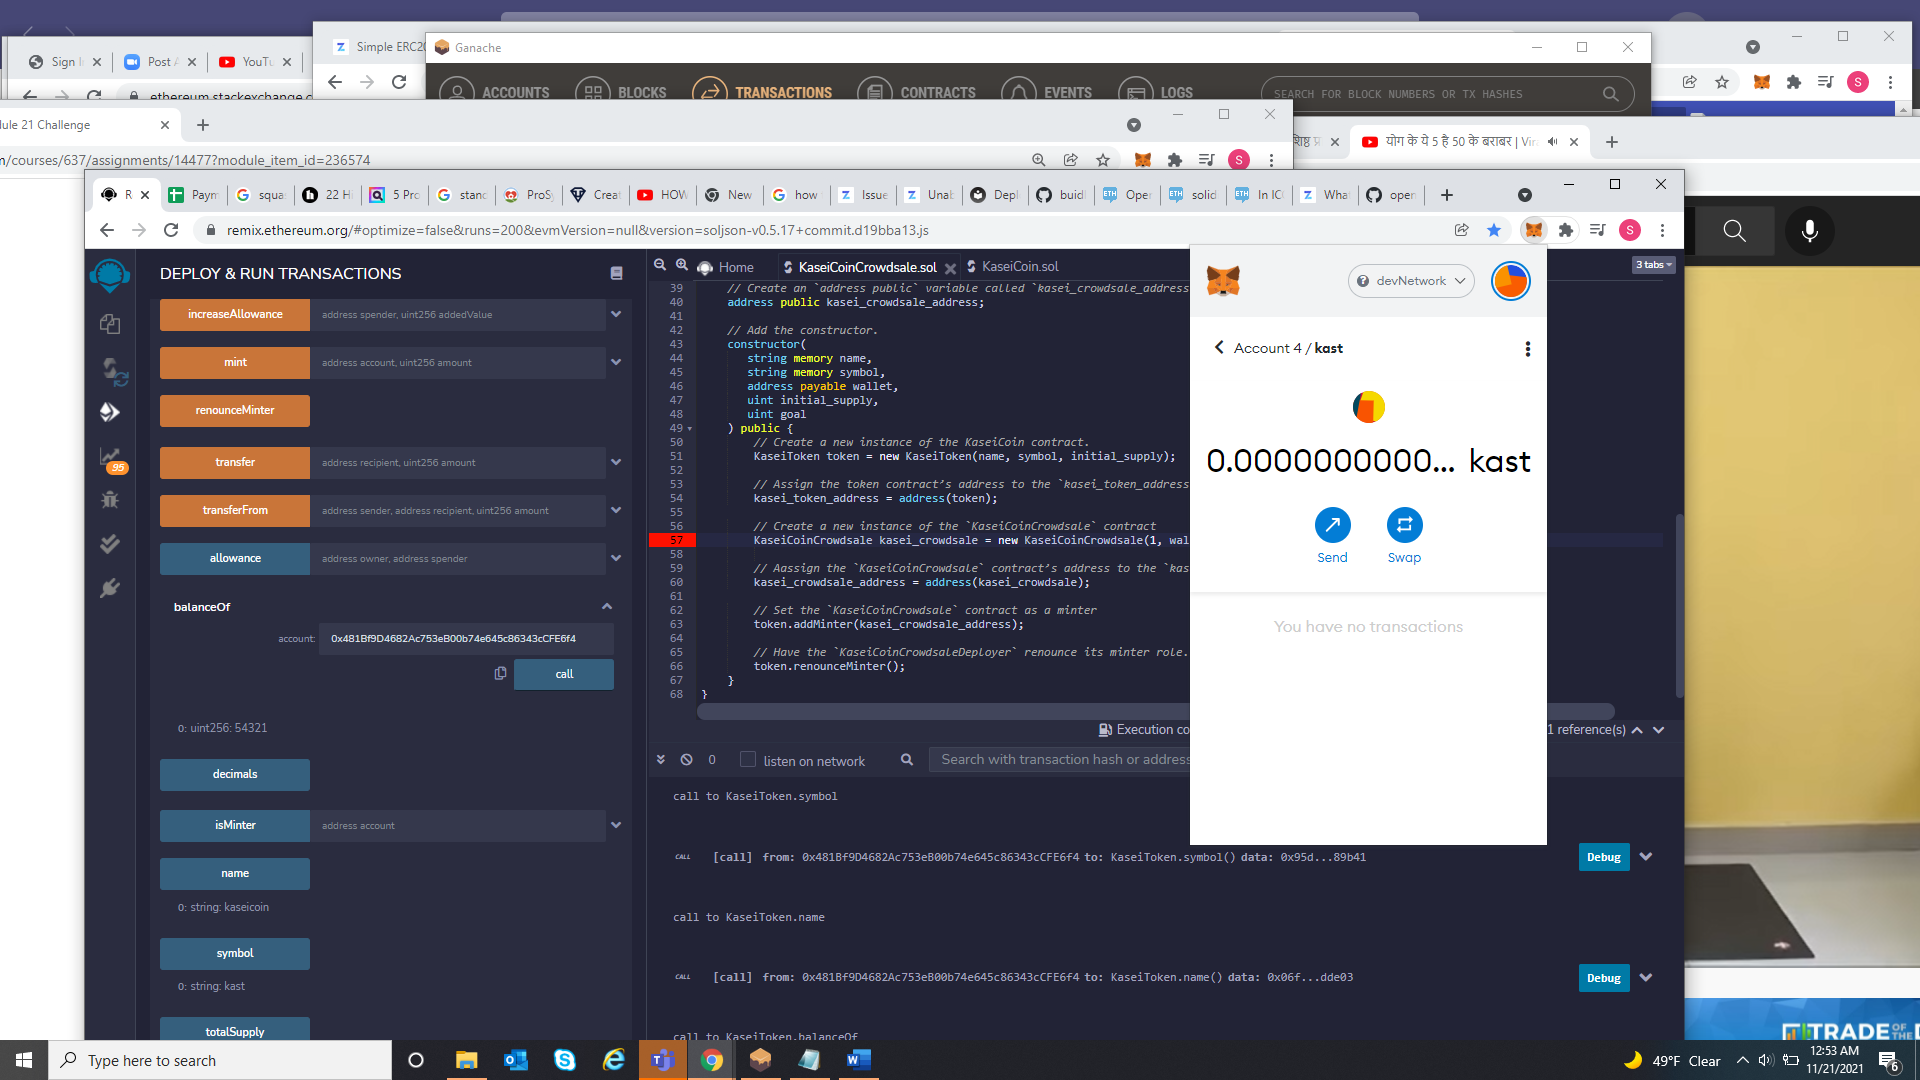 Simple ERC20
Ganache
Sign I
Post A
YouTu
ethereum.stackexchange.c
ACCOUNTS
BLOCKS
TRANSACTIONS
CONTRACTS
EVENTS
LOGS
SEARCH FOR BLOCK NUMBERS OR TX HASHES
S
ule 21 Challenge
योग के ये 5 है 50 के बराबर | Vir
m/courses/637/assignments/14477?module_item_id=236574
S
R
Paym
squa
22 Hi
5 Pro
stand
ProSy
Creat
HOW
New
how
Issue
Unab
Depl
buid
Oper
solid
In IC
Wha
oper
remix.ethereum.org/#optimize=false&runs=200&evmVersion=null&version=soljson-v0.5.17+commit.d19bba13.js
S
DEPLOY & RUN TRANSACTIONS
increaseAllowance address spender, uint256 addedValue
mint address account, uint256 amount
renounceMinter
transfer address recipient, uint256 amount
transferFrom address sender, address recipient, uint256 amount
allowance address owner, address spender
balanceOf
account: 0x481Bf9D4682Ac753eB00b74e645c86343cCFE6f4
call
0: uint256: 54321
decimals
isMinter address account
name
0: string: kaseicoin
symbol
0: string: kast
totalSupply
95
Home
KaseiCoinCrowdsale.sol
KaseiCoin.sol
3 tabs
39 // Create an `address public` variable called `kasei_crowdsale_address
40 address public kasei_crowdsale_address;
41
42 // Add the constructor.
43 constructor(
44 string memory name,
45 string memory symbol,
46 address payable wallet,
47 uint initial_supply,
48 uint goal
49 ) public {
50 // Create a new instance of the KaseiCoin contract.
51 KaseiToken token = new KaseiToken(name, symbol, initial_supply);
52
53 // Assign the token contract’s address to the `kasei_token_address
54 kasei_token_address = address(token);
55
56 // Create a new instance of the `KaseiCoinCrowdsale` contract
57 KaseiCoinCrowdsale kasei_crowdsale = new KaseiCoinCrowdsale(1, wal
58
59 // Aassign the `KaseiCoinCrowdsale` contract’s address to the `kas
60 kasei_crowdsale_address = address(kasei_crowdsale);
61
62 // Set the `KaseiCoinCrowdsale` contract as a minter
63 token.addMinter(kasei_crowdsale_address);
64
65 // Have the `KaseiCoinCrowdsaleDeployer` renounce its minter role.
66 token.renounceMinter();
67 }
68 }
Execution co
1 reference(s)
0 listen on network
Search with transaction hash or address
call to KaseiToken.symbol
CALL [call] from: 0x481Bf9D4682Ac753eB00b74e645c86343cCFE6f4 to: KaseiToken.symbol() data: 0x95d...89b41
Debug
call to KaseiToken.name
CALL [call] from: 0x481Bf9D4682Ac753eB00b74e645c86343cCFE6f4 to: KaseiToken.name() data: 0x06f...dde03
Debug
call to KaseiToken.balanceOf
devNetwork
Account 4 / kast
0.0000000000... kast
Send
Swap
You have no transactions
TRADE OF THE D
Type here to search
49°F Clear
12:53 AM
11/21/2021
6